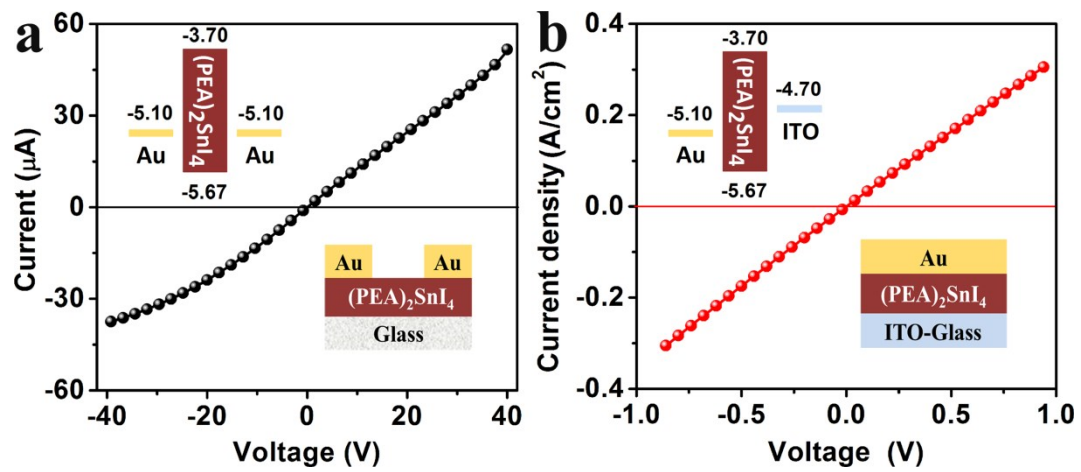 a
60
30
0
-30
-60
Current (μA)
-40
-20
0
20
40
Voltage (V)
-3.70
(PEA)₂SnI₄
-5.10
Au
-5.10
Au
-5.67
Au
Au
(PEA)₂SnI₄
Glass
b
0.4
0.2
0.0
-0.2
-0.4
Current density (A/cm²)
-1.0
-0.5
0.0
0.5
1.0
Voltage (V)
-3.70
(PEA)₂SnI₄
-4.70
ITO
-5.10
Au
-5.67
Au
(PEA)₂SnI₄
ITO-Glass